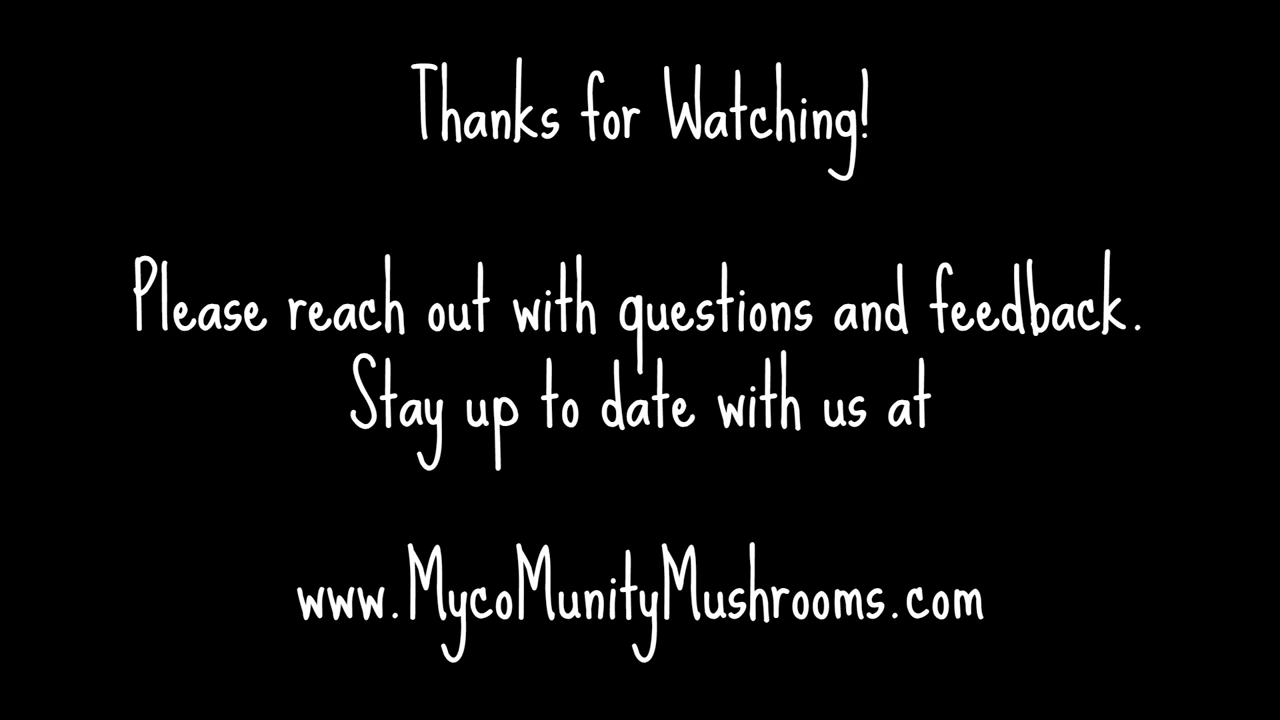 Thanks for Watching!
Please reach out with questions and feedback.
Stay up to date with us at
www.MycoMunityMushrooms.com